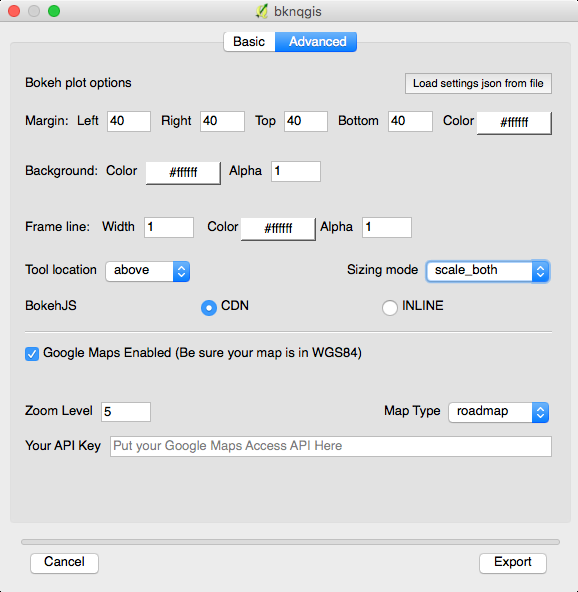 bknqgis
Basic Advanced
Bokeh plot options Load settings json from file
Margin: Left 40 Right 40 Top 40 Bottom 40 Color #ffffff
Background: Color #ffffff Alpha 1
Frame line: Width 1 Color #ffffff Alpha 1
Tool location above Sizing mode scale_both
BokehJS CDN INLINE
Google Maps Enabled (Be sure your map is in WGS84)
Zoom Level 5 Map Type roadmap
Your API Key Put your Google Maps Access API Here
Cancel Export